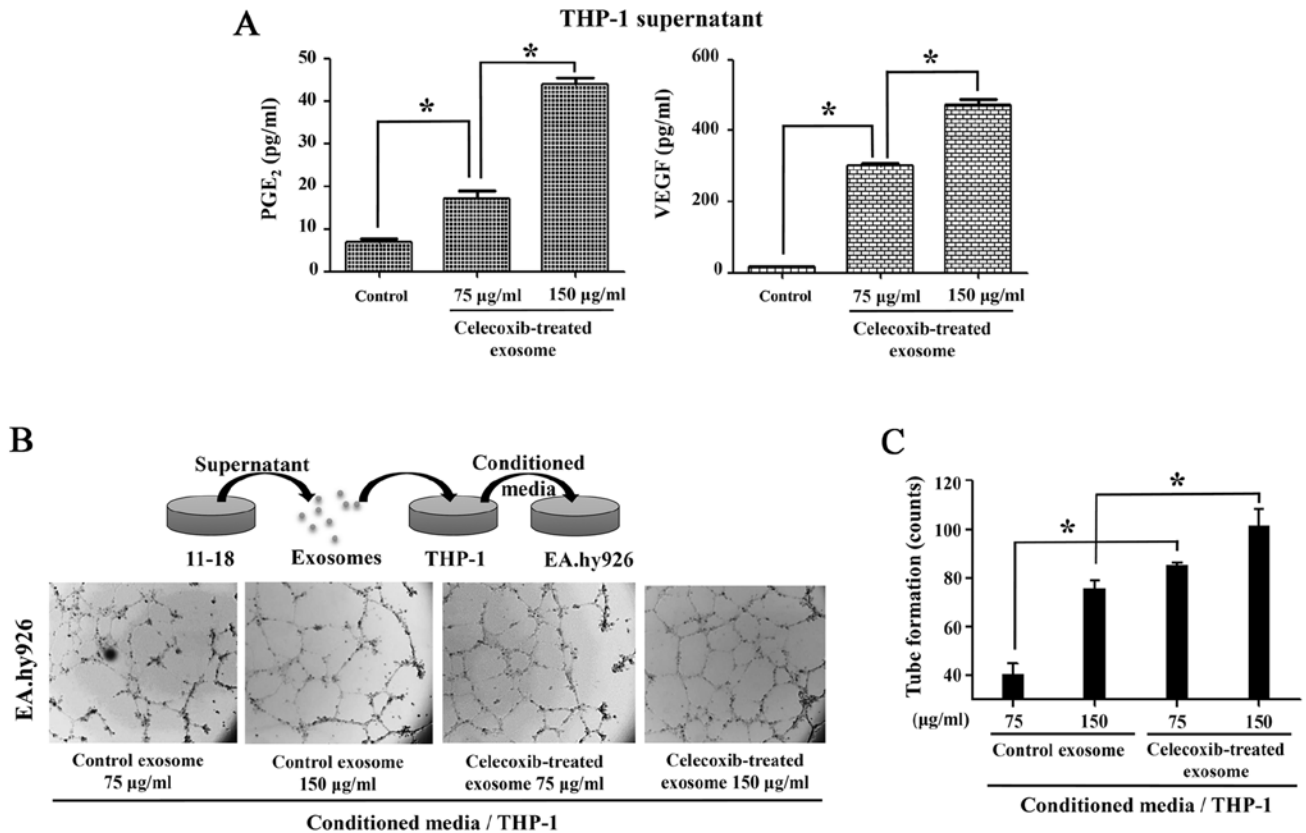 A
THP-1 supernatant
PGE2 (pg/ml)
50
40
30
20
10
0
*
*
Control
75 µg/ml
150 µg/ml
Celecoxib-treated
exosome
VEGF (pg/ml)
600
400
200
0
*
*
Control
75 µg/ml
150 µg/ml
Celecoxib-treated
exosome
B
Supernatant
Conditioned
media
11-18
Exosomes
THP-1
EA.hy926
EA.hy926
Control exosome
75 µg/ml
Control exosome
150 µg/ml
Celecoxib-treated
exosome 75 µg/ml
Celecoxib-treated
exosome 150 µg/ml
Conditioned media / THP-1
C
Tube formation (counts)
120
100
80
60
40
*
*
(µg/ml)
75
150
75
150
Control exosome
Celecoxib-treated
exosome
Conditioned media / THP-1